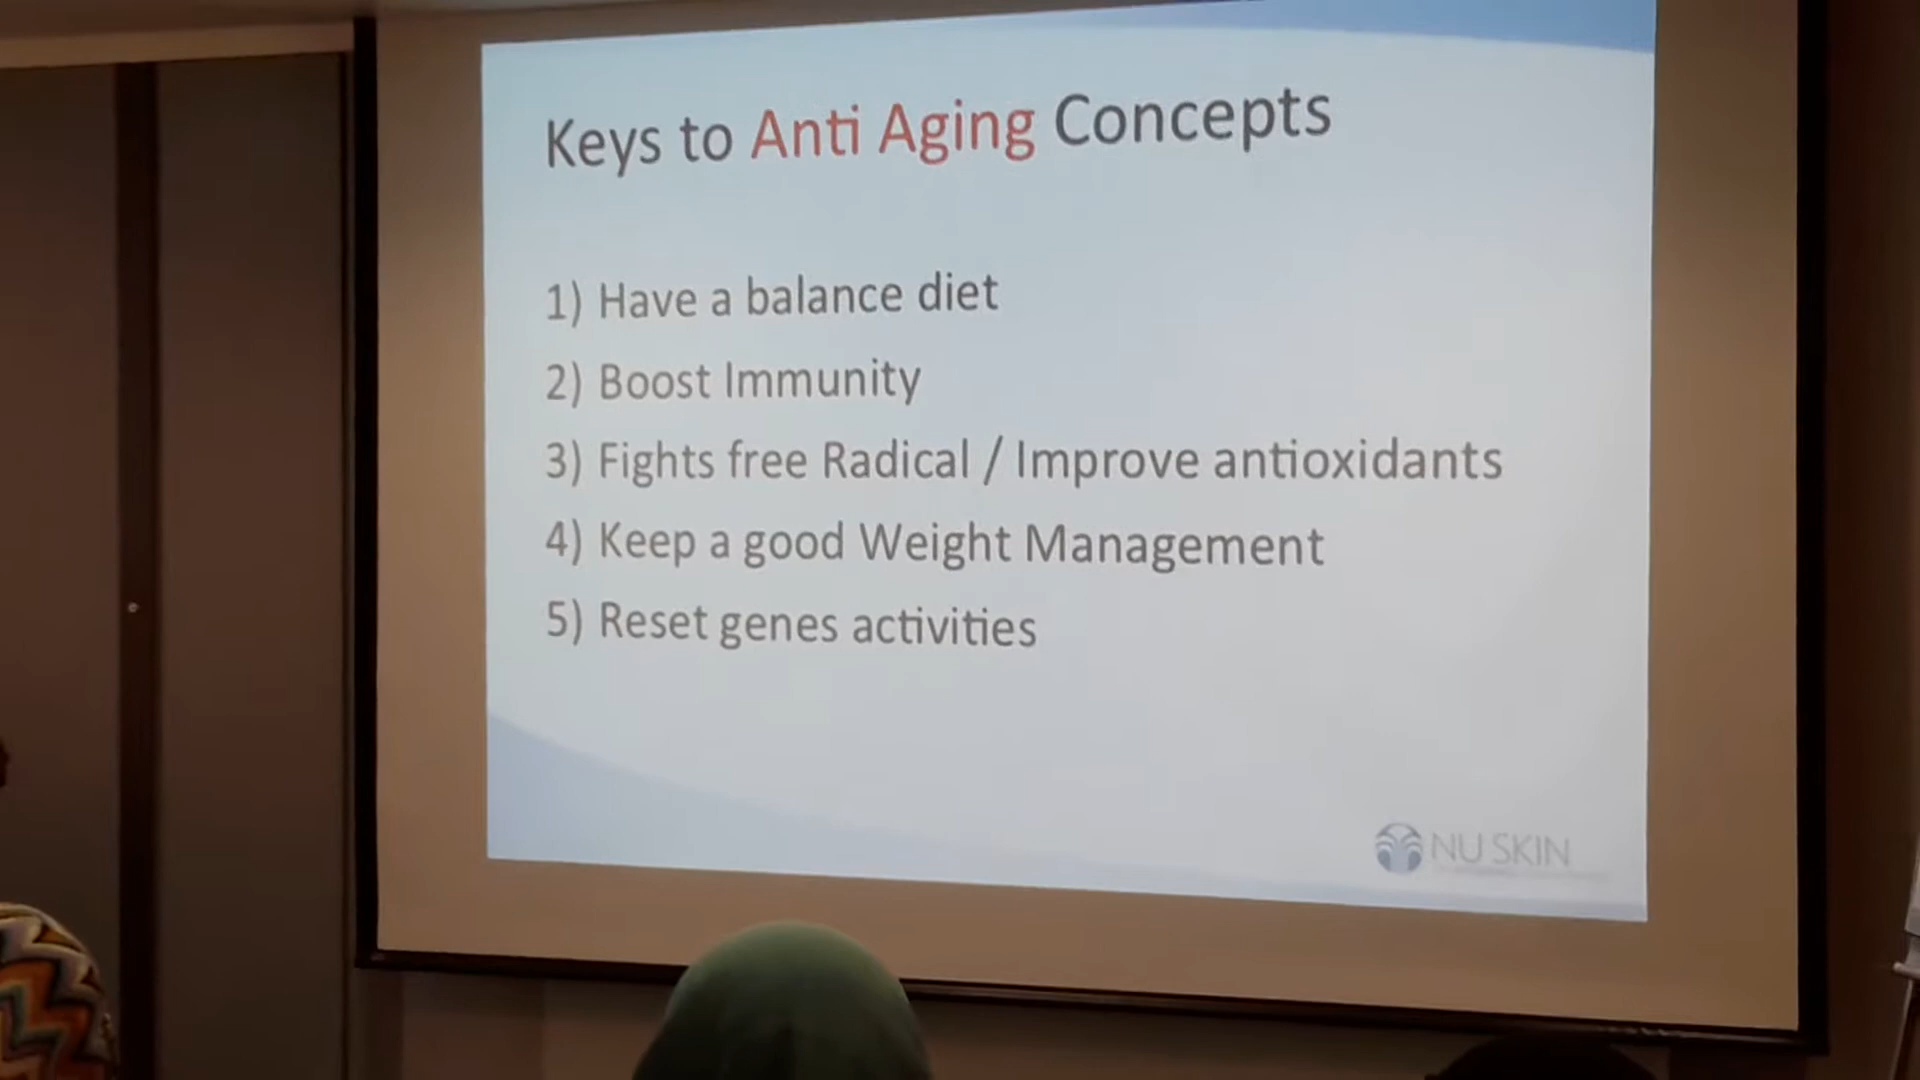 Keys to Anti Aging Concepts
1) Have a balance diet
2) Boost Immunity
3) Fights free Radical / Improve antioxidants
4) Keep a good Weight Management
5) Reset genes activities
NU SKIN